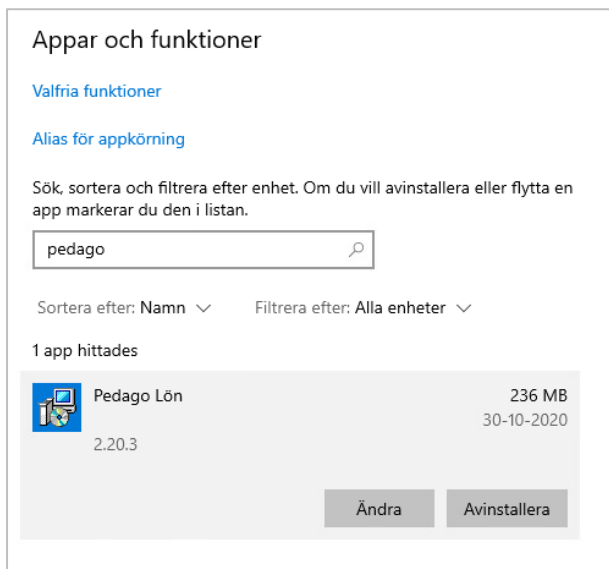 Appar och funktioner
Valfria funktioner
Alias för appkörning
Sök, sortera och filtrera efter enhet. Om du vill avinstallera eller flytta en
app markerar du den i listan.
pedago
Sortera efter: Namn Filtrera efter: Alla enheter
1 app hittades
Pedago Lön 236 MB
30-10-2020
2.20.3
Ändra Avinstallera